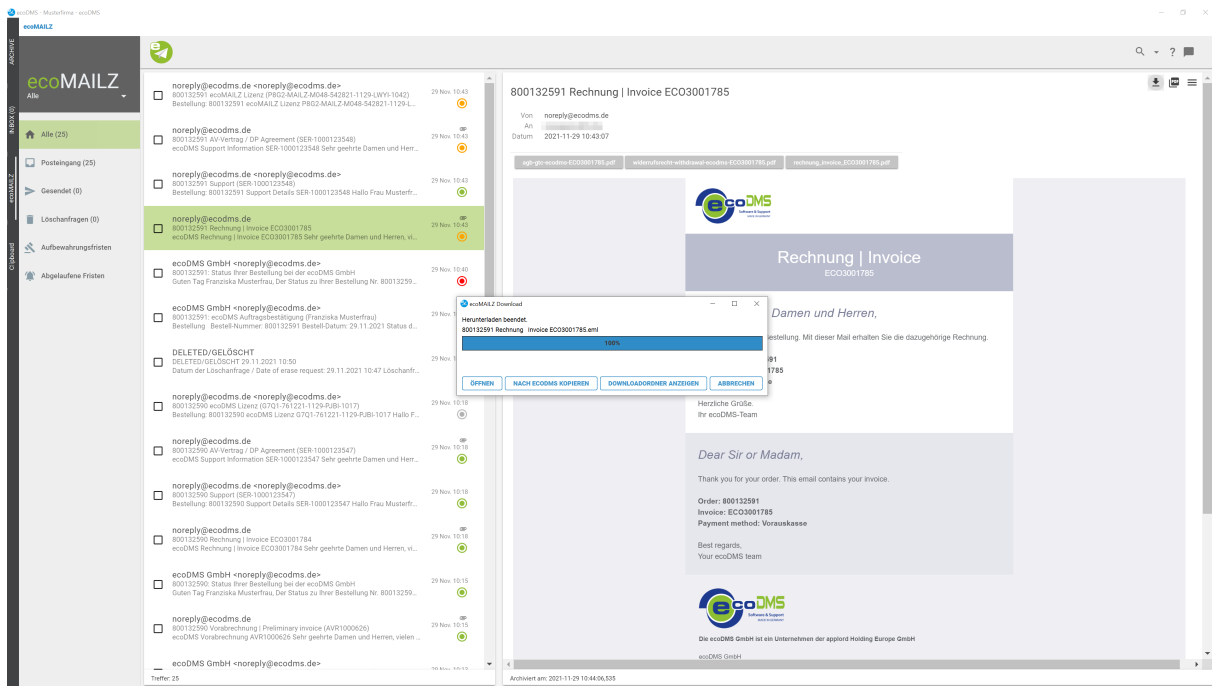 ecoDMS - Musterfirma - ecoDMS
ecoMAILZ
ARCHIVE
INBOX (0)
ecoMAILZ
Clipboard
ecoMAILZ
Alle
Alle (25)
Posteingang (25)
Gesendet (0)
Löschanfragen (0)
Aufbewahrungsfristen
Abgelaufene Fristen
noreply@ecodms.de <noreply@ecodms.de>
800132591 ecoMAILZ Lizenz (P8G2-MAILZ-M048-542821-1129-LWYI-1042)
29 Nov. 10:43
Bestellung: 800132591 ecoMAILZ Lizenz P8G2-MAILZ-M048-542821-1129-L...
noreply@ecodms.de
800132591 AV-Vertrag / DP Agreement (SER-1000123548)
29 Nov. 10:43
ecoDMS Support Information SER-1000123548 Sehr geehrte Damen und Herr...
noreply@ecodms.de <noreply@ecodms.de>
800132591 Support (SER-1000123548)
29 Nov. 10:43
Bestellung: 800132591 Support Details SER-1000123548 Hallo Frau Musterfr...
noreply@ecodms.de
800132591 Rechnung | Invoice ECO3001785
29 Nov. 10:43
ecoDMS Rechnung | Invoice ECO3001785 Sehr geehrte Damen und Herren, vi...
ecoDMS GmbH <noreply@ecodms.de>
800132591: Status Ihrer Bestellung bei der ecoDMS GmbH
29 Nov. 10:40
Guten Tag Franziska Musterfrau, Der Status zu Ihrer Bestellung Nr. 80013259...
ecoDMS GmbH <noreply@ecodms.de>
800132591: ecoDMS Auftragsbestätigung (Franziska Musterfrau)
29 Nov. 1
Bestellung Bestell-Nummer: 800132591 Bestell-Datum: 29.11.2021 Status d...
DELETED/GELÖSCHT
DELETED/GELÖSCHT 29.11.2021 10:50
29 Nov. 1
Datum der Löschanfrage / Date of erase request: 29.11.2021 10:47 Löschanfr...
noreply@ecodms.de <noreply@ecodms.de>
800132590 ecoDMS Lizenz (G7Q1-761221-1129-PJBI-1017)
29 Nov. 10:18
Bestellung: 800132590 ecoDMS Lizenz G7Q1-761221-1129-PJBI-1017 Hallo F...
noreply@ecodms.de
800132590 AV-Vertrag / DP Agreement (SER-1000123547)
29 Nov. 10:18
ecoDMS Support Information SER-1000123547 Sehr geehrte Damen und Herr...
noreply@ecodms.de <noreply@ecodms.de>
800132590 Support (SER-1000123547)
29 Nov. 10:18
Bestellung: 800132590 Support Details SER-1000123547 Hallo Frau Musterfr...
noreply@ecodms.de
800132590 Rechnung | Invoice ECO3001784
29 Nov. 10:18
ecoDMS Rechnung | Invoice ECO3001784 Sehr geehrte Damen und Herren, vi...
ecoDMS GmbH <noreply@ecodms.de>
800132590: Status Ihrer Bestellung bei der ecoDMS GmbH
29 Nov. 10:15
Guten Tag Franziska Musterfrau, Der Status zu Ihrer Bestellung Nr. 80013259...
noreply@ecodms.de
800132590 Vorabrechnung | Preliminary invoice (AVR1000626)
29 Nov. 10:15
ecoDMS Vorabrechnung AVR1000626 Sehr geehrte Damen und Herren, vielen ...
ecoDMS GmbH <noreply@ecodms.de>
Treffer: 25
800132591 Rechnung | Invoice ECO3001785
Von noreply@ecodms.de
An
Datum 2021-11-29 10:43:07
agb-gtc-ecodms-ECO3001785.pdf
widerrufsrecht-withdrawal-ecodms-ECO3001785.pdf
rechnung_invoice_ECO3001785.pdf
ecoDMS
Software & Support
Rechnung | Invoice
ECO3001785
Damen und Herren,
estellung. Mit dieser Mail erhalten Sie die dazugehörige Rechnung.
91
1785
Herzliche Grüße.
Ihr ecoDMS-Team
Dear Sir or Madam,
Thank you for your order. This email contains your invoice.
Order: 800132591
Invoice: ECO3001785
Payment method: Vorauskasse
Best regards,
Your ecoDMS team
ecoDMS
Software & Support
Die ecoDMS GmbH ist ein Unternehmen der applord Holding Europe GmbH
ecoDMS GmbH
Archiviert am: 2021-11-29 10:44:06,535
ecoMAILZ Download
Herunterladen beendet.
800132591 Rechnung Invoice ECO3001785.eml
100%
ÖFFNEN
NACH ECODMS KOPIEREN
DOWNLOADORDNER ANZEIGEN
ABBRECHEN